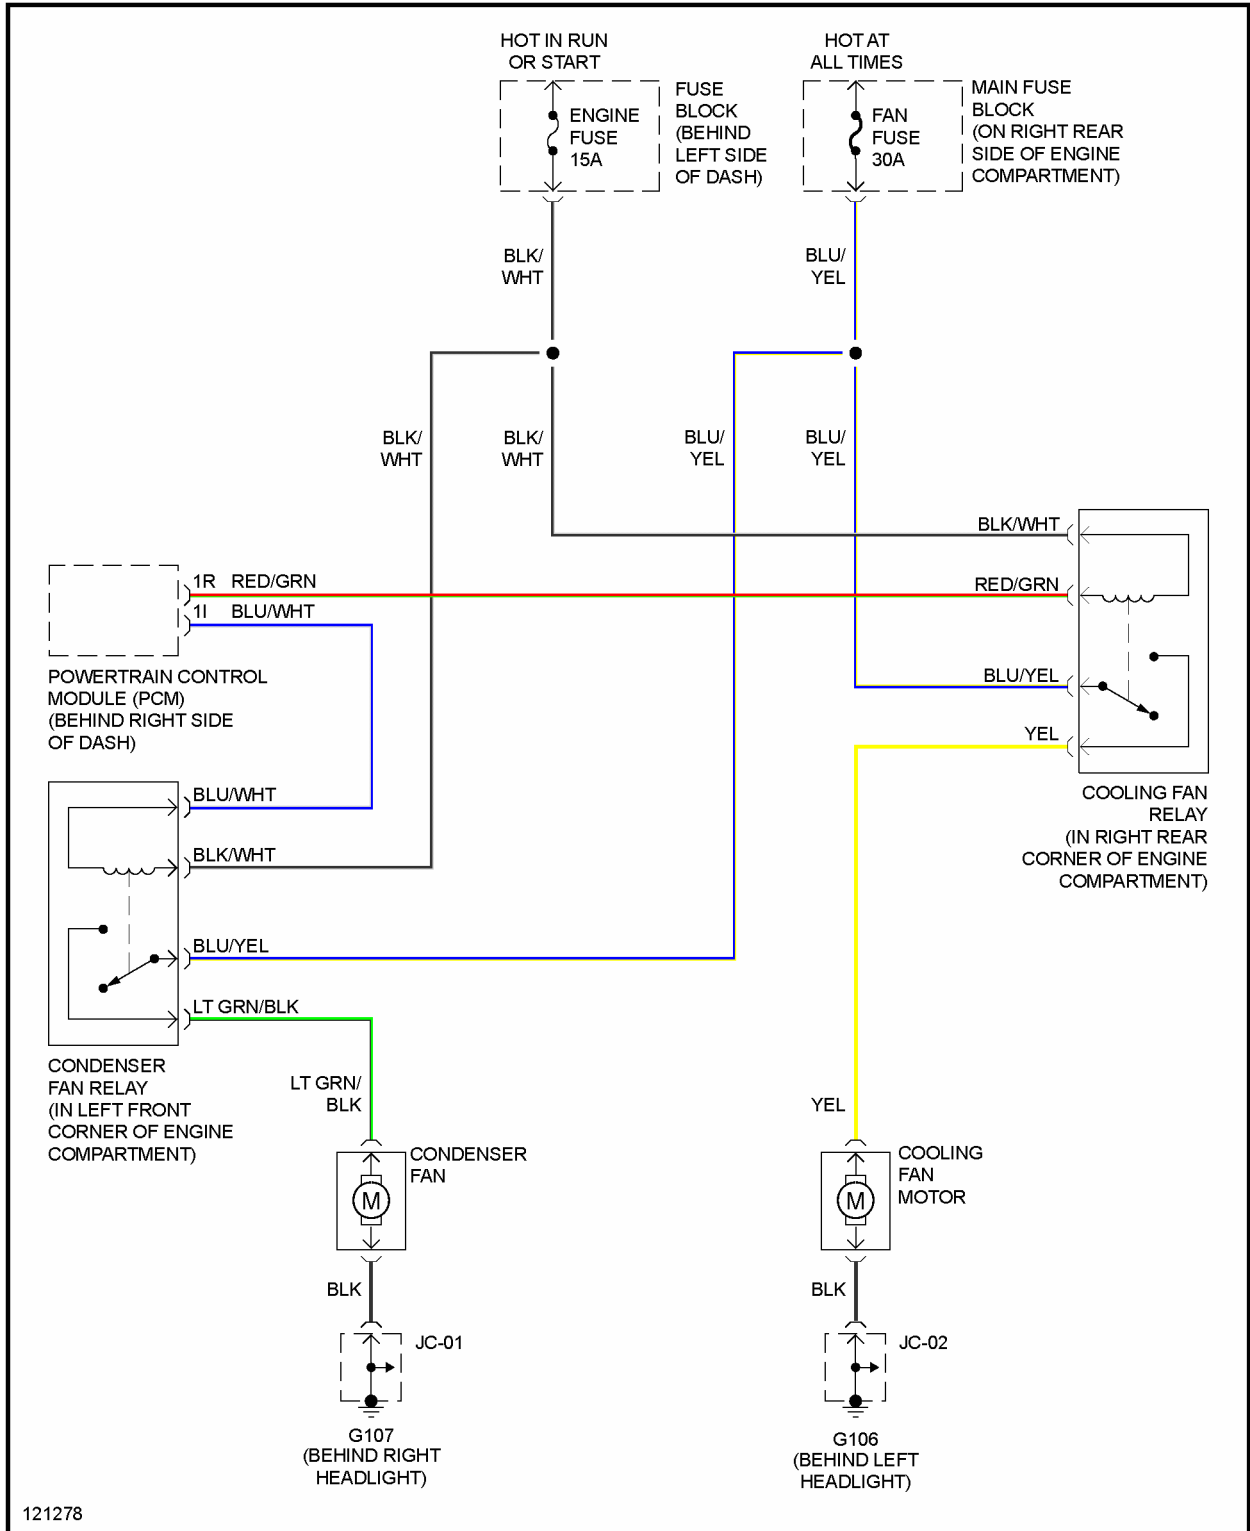 HOT IN RUN
OR START
HOT AT
ALL TIMES
ENGINE
FUSE
15A
FUSE
BLOCK
(BEHIND
LEFT SIDE
OF DASH)
FAN
FUSE
30A
MAIN FUSE
BLOCK
(ON RIGHT REAR
SIDE OF ENGINE
COMPARTMENT)
BLK/
WHT
BLU/
YEL
BLK/
WHT
BLK/
WHT
BLU/
YEL
BLU/
YEL
BLK/WHT
RED/GRN
BLU/YEL
YEL
COOLING FAN
RELAY
(IN RIGHT REAR
CORNER OF ENGINE
COMPARTMENT)
1R RED/GRN
1I BLU/WHT
POWERTRAIN CONTROL
MODULE (PCM)
(BEHIND RIGHT SIDE
OF DASH)
BLU/WHT
BLK/WHT
BLU/YEL
LT GRN/BLK
CONDENSER
FAN RELAY
(IN LEFT FRONT
CORNER OF ENGINE
COMPARTMENT)
LT GRN/
BLK
YEL
CONDENSER
FAN
M
COOLING
FAN
MOTOR
M
BLK
BLK
JC-01
JC-02
G107
(BEHIND RIGHT
HEADLIGHT)
G106
(BEHIND LEFT
HEADLIGHT)
121278